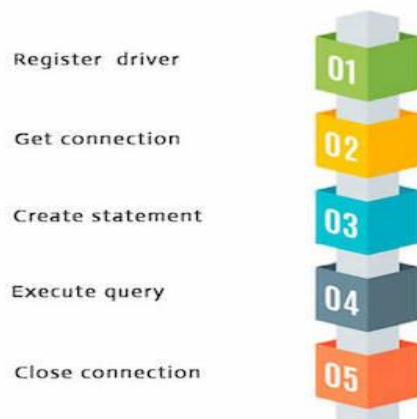 Register driver 01
Get connection 02
Create statement 03
Execute query 04
Close connection 05